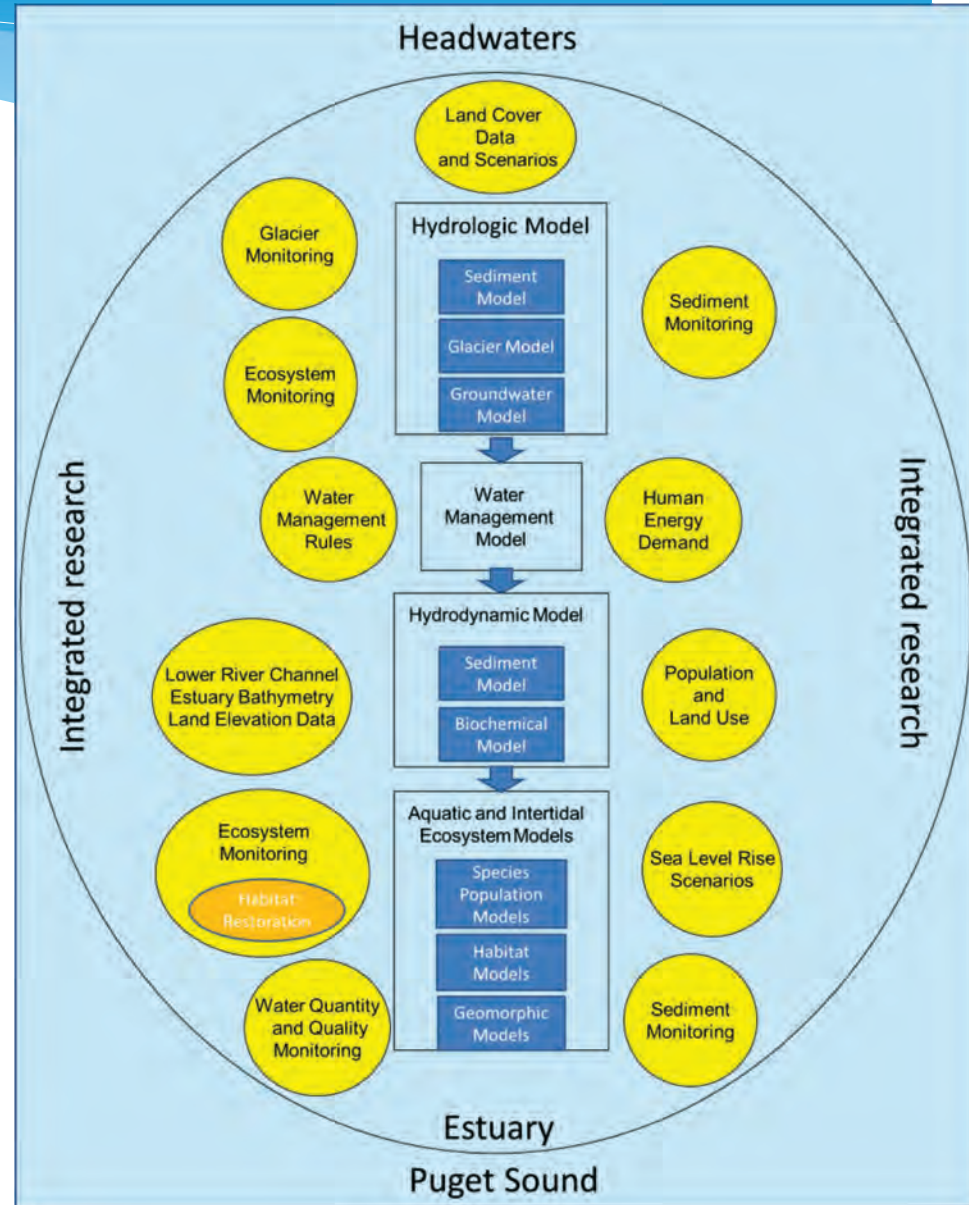 Headwaters
Land Cover
Data
and Scenarios
Glacier
Monitoring
Hydrologic Model
Sediment
Model
Glacier Model
Groundwater
Model
Sediment
Monitoring
Ecosystem
Monitoring
Water
Management
Rules
Water
Management
Model
Human
Energy
Demand
Integrated research
Integrated research
Hydrodynamic Model
Sediment
Model
Biochemical
Model
Lower River Channel
Estuary Bathymetry
Land Elevation Data
Population
and
Land Use
Aquatic and Intertidal
Ecosystem Models
Species
Population
Models
Habitat
Models
Geomorphic
Models
Ecosystem
Monitoring
Habitat
Restoration
Sea Level Rise
Scenarios
Water Quantity
and Quality
Monitoring
Sediment
Monitoring
Estuary
Puget Sound